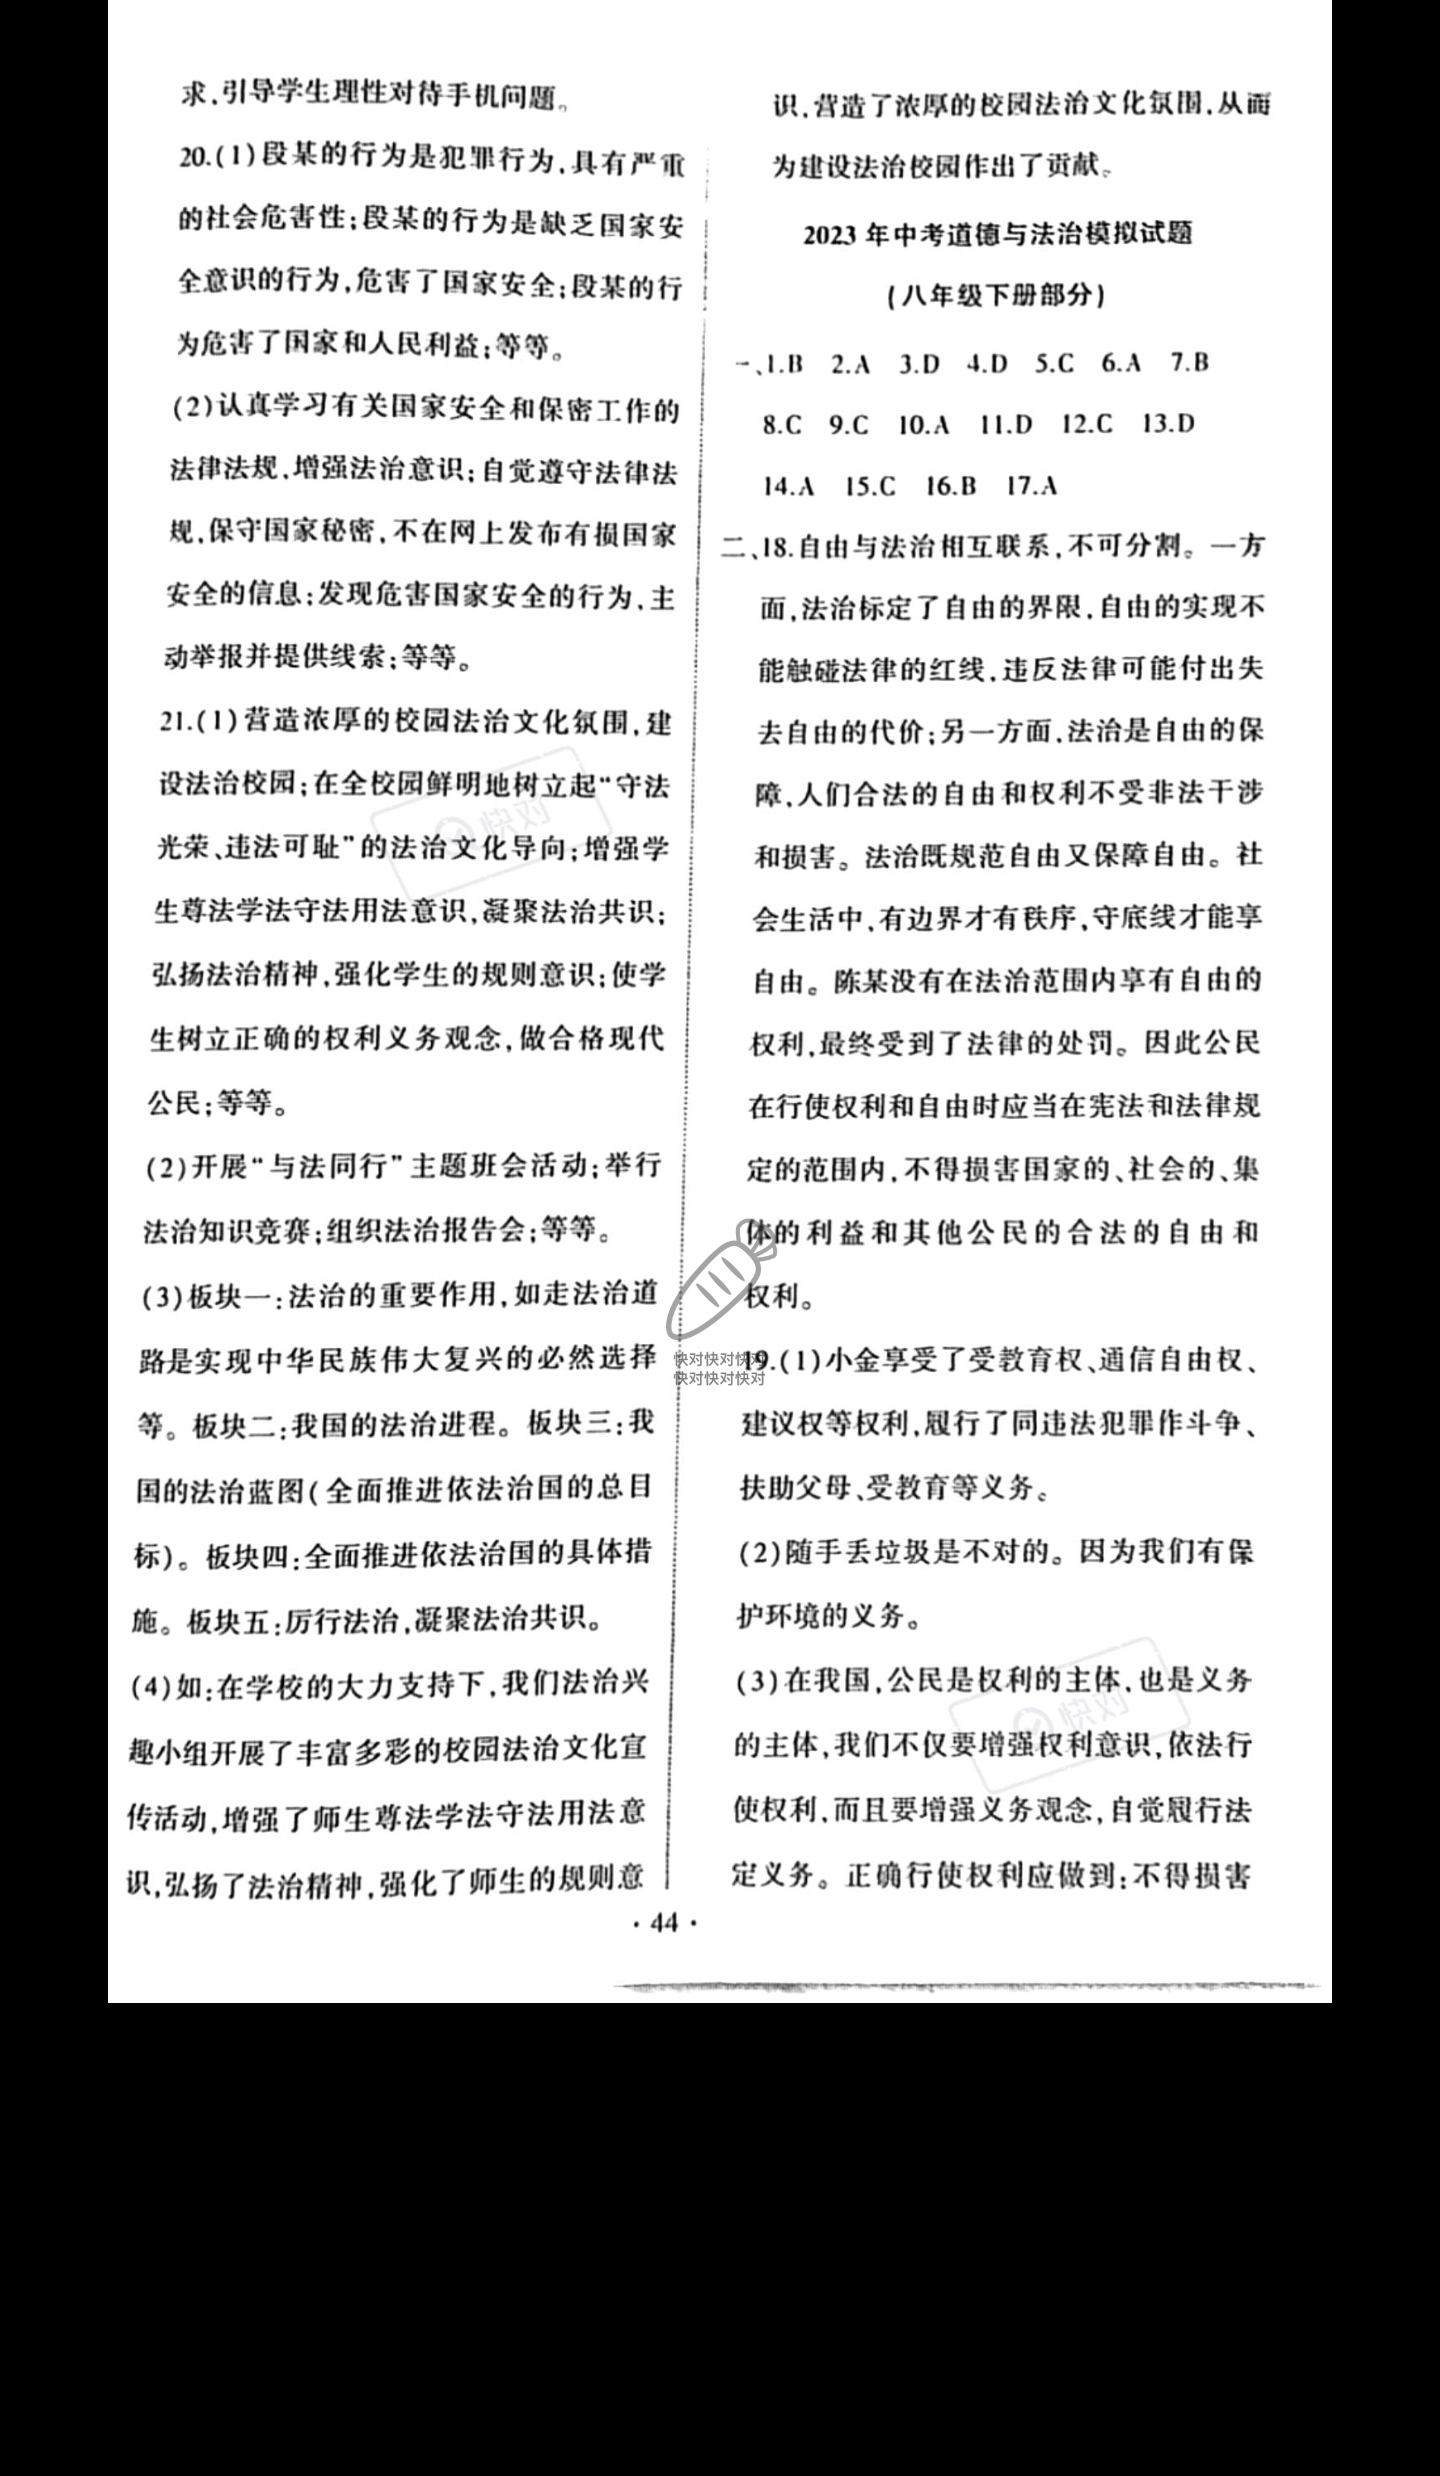 求,引导学生理性对待手机问题。
20.(1)段某的行为是犯罪行为,具有严重
的社会危害性;段某的行为是缺乏国家安
全意识的行为,危害了国家安全;段某的行
为危害了国家和人民利益;等等。
(2)认真学习有关国家安全和保密工作的
法律法规,增强法治意识;自觉遵守法律法
规,保守国家秘密,不在网上发布有损国家
安全的信息;发现危害国家安全的行为,主
动举报并提供线索;等等。
21.(1)营造浓厚的校园法治文化氛围,建
设法治校园;在全校园鲜明地树立起“守法
光荣、违法可耻”的法治文化导向;增强学
生尊法学法守法用法意识,凝聚法治共识;
弘扬法治精神,强化学生的规则意识;使学
生树立正确的权利义务观念,做合格现代
公民;等等。
(2)开展“与法同行”主题班会活动;举行
法治知识竞赛;组织法治报告会;等等。
(3)板块一:法治的重要作用,如走法治道
路是实现中华民族伟大复兴的必然选择
等。板块二:我国的法治进程。板块三:我
国的法治蓝图(全面推进依法治国的总目
标)。板块四:全面推进依法治国的具体措
施。板块五:厉行法治,凝聚法治共识。
(4)如:在学校的大力支持下,我们法治兴
趣小组开展了丰富多彩的校园法治文化宣
传活动,增强了师生尊法学法守法用法意
识,弘扬了法治精神,强化了师生的规则意
识,营造了浓厚的校园法治文化氛围,从而
为建设法治校园作出了贡献。
2023年中考道德与法治模拟试题
(八年级下册部分)
一、1.B 2.A 3.D 4.D 5.C 6.A 7.B
8.C 9.C 10.A 11.D 12.C 13.D
14.A 15.C 16.B 17.A
二、18.自由与法治相互联系,不可分割。一方
面,法治标定了自由的界限,自由的实现不
能触碰法律的红线,违反法律可能付出失
去自由的代价;另一方面,法治是自由的保
障,人们合法的自由和权利不受非法干涉
和损害。法治既规范自由又保障自由。社
会生活中,有边界才有秩序,守底线才能享
自由。陈某没有在法治范围内享有自由的
权利,最终受到了法律的处罚。因此公民
在行使权利和自由时应当在宪法和法律规
定的范围内,不得损害国家的、社会的、集
体的利益和其他公民的合法的自由和
权利。
19.(1)小金享受了受教育权、通信自由权、
建议权等权利,履行了同违法犯罪作斗争、
扶助父母、受教育等义务。
(2)随手丢垃圾是不对的。因为我们有保
护环境的义务。
(3)在我国,公民是权利的主体,也是义务
的主体,我们不仅要增强权利意识,依法行
使权利,而且要增强义务观念,自觉履行法
定义务。正确行使权利应做到:不得损害
·44·
快对
快对快对快对
快对快对快对
快对